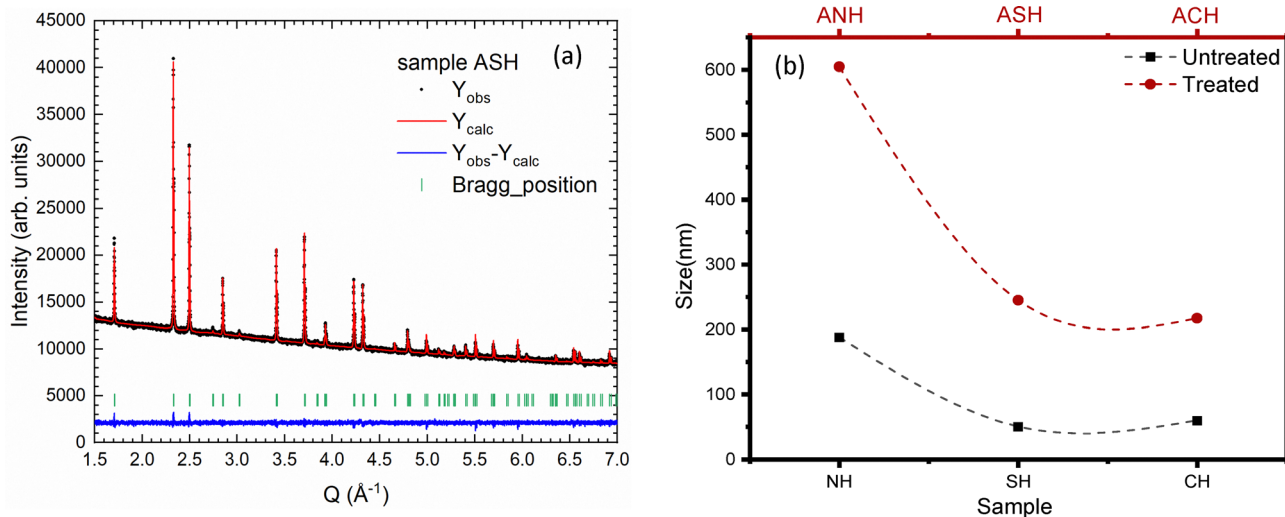 (a)
sample ASH
Y_obs
Y_calc
Y_obs-Y_calc
Bragg_position
Intensity (arb. units)
45000
40000
35000
30000
25000
20000
15000
10000
5000
0
1.5 2.0 2.5 3.0 3.5 4.0 4.5 5.0 5.5 6.0 6.5 7.0
Q (Å⁻¹)
ANH ASH ACH
(b)
Untreated
Treated
Size(nm)
600
500
400
300
200
100
0
NH SH CH
Sample